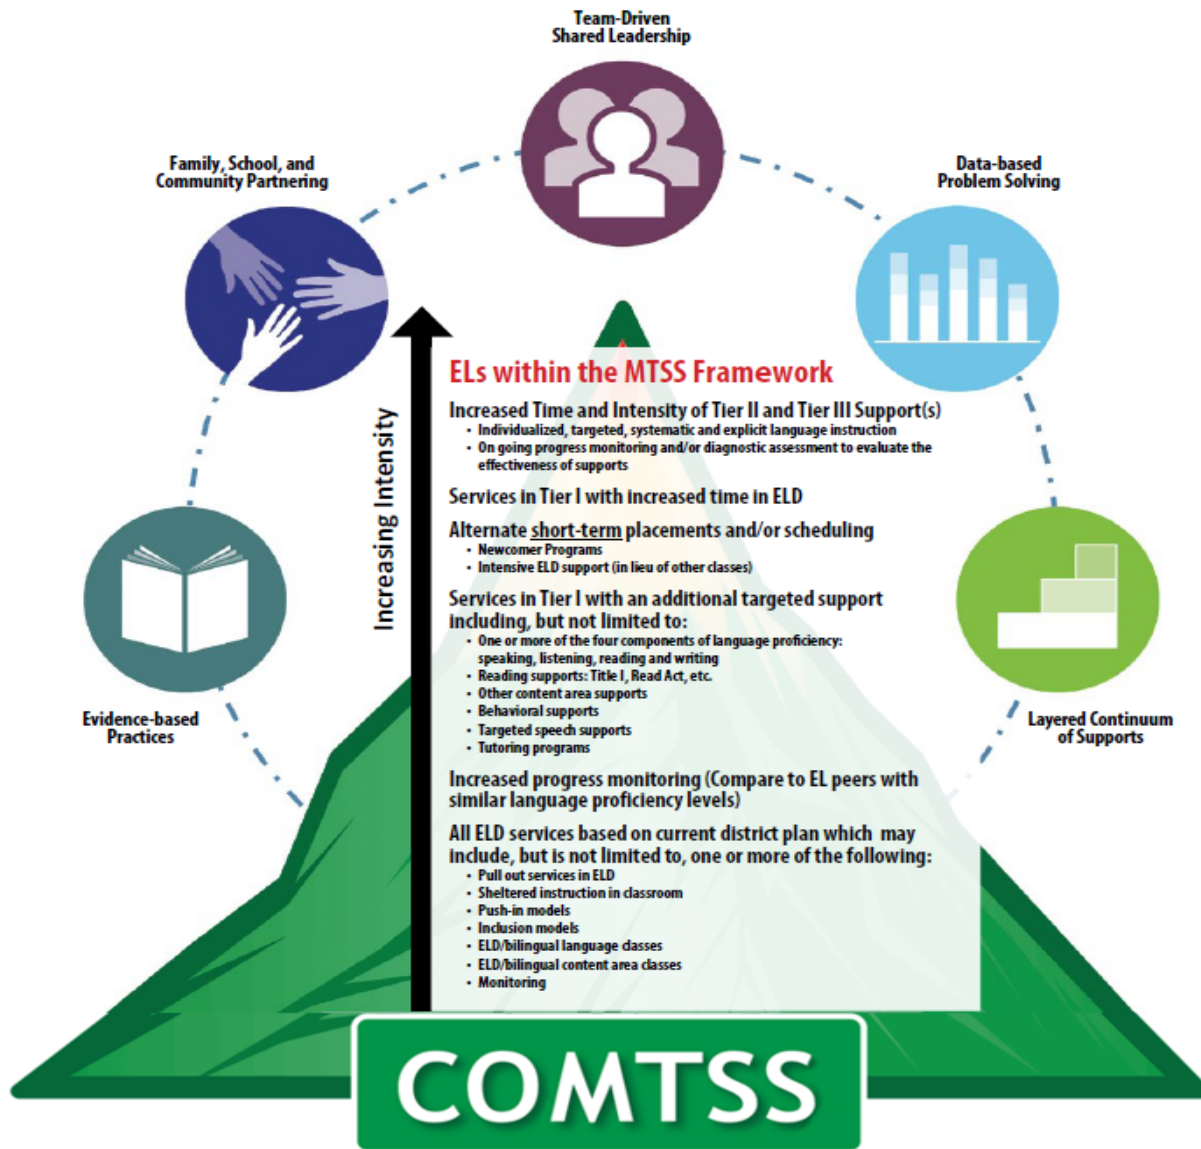 Team-Driven
Shared Leadership
Family, School, and
Community Partnering
Data-based
Problem Solving
Evidence-based
Practices
Layered Continuum
of Supports
Increasing Intensity
ELs within the MTSS Framework
Increased Time and Intensity of Tier II and Tier III Support(s)
• Individualized, targeted, systematic and explicit language instruction
• On going progress monitoring and/or diagnostic assessment to evaluate the
effectiveness of supports
Services in Tier I with increased time in ELD
Alternate short-term placements and/or scheduling
• Newcomer Programs
• Intensive ELD support (in lieu of other classes)
Services in Tier I with an additional targeted support
including, but not limited to:
• One or more of the four components of language proficiency:
speaking, listening, reading and writing
• Reading supports: Title I, Read Act, etc.
• Other content area supports
• Behavioral supports
• Targeted speech supports
• Tutoring programs
Increased progress monitoring (Compare to EL peers with
similar language proficiency levels)
All ELD services based on current district plan which may
include, but is not limited to, one or more of the following:
• Pull out services in ELD
• Sheltered instruction in classroom
• Push-in models
• Inclusion models
• ELD/bilingual language classes
• ELD/bilingual content area classes
• Monitoring
COMTSS